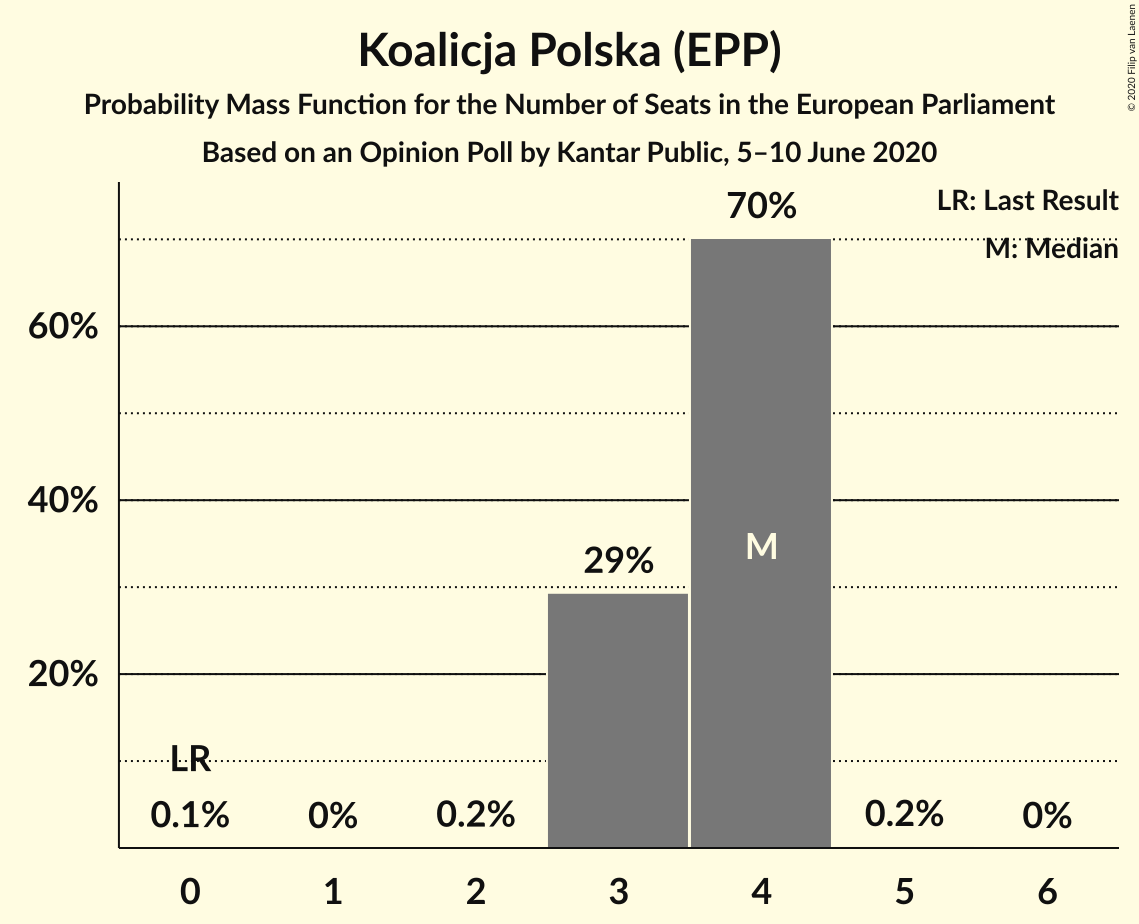 Koalicja Polska (EPP)
Probability Mass Function for the Number of Seats in the European Parliament
Based on an Opinion Poll by Kantar Public, 5–10 June 2020
© 2020 Filip van Laenen
LR: Last Result
M: Median
70%
60%
40%
M
29%
20%
LR
0.1% 0% 0.2% 0.2% 0%
0 1 2 3 4 5 6